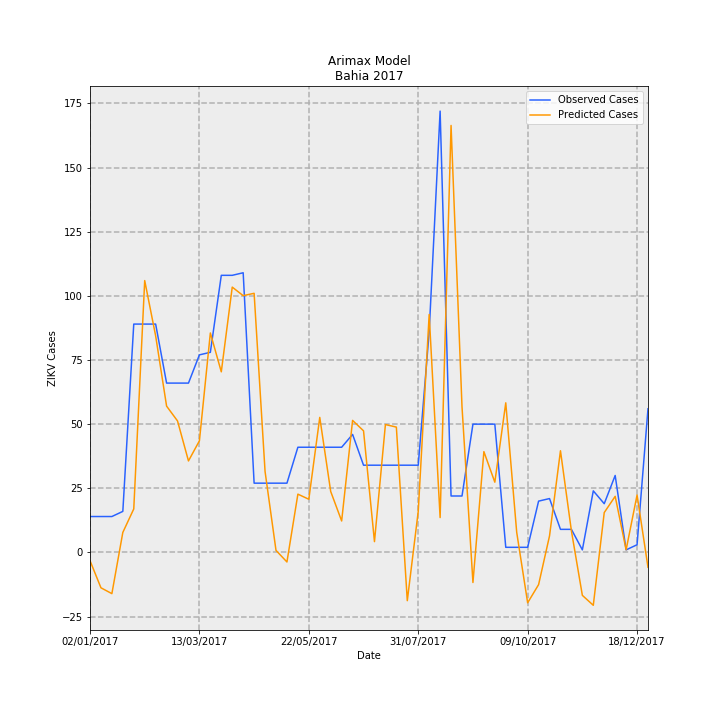 Arimax Model
Bahia 2017
Observed Cases
Predicted Cases
175
150
125
100
75
50
25
0
−25
ZIKV Cases
02/01/2017 13/03/2017 22/05/2017 31/07/2017 09/10/2017 18/12/2017
Date